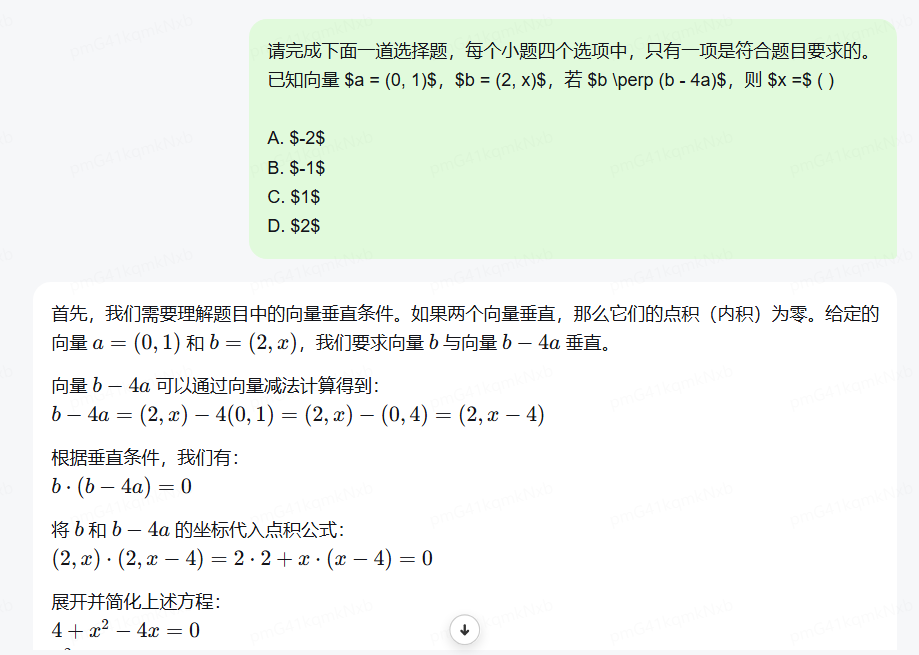 请完成下面一道选择题，每个小题四个选项中，只有一项是符合题目要求的。
已知向量 $a = (0, 1)$，$b = (2, x)$，若 $b \perp (b - 4a)$，则 $x =$ ( )
A. $-2$
B. $-1$
C. $1$
D. $2$
首先，我们需要理解题目中的向量垂直条件。如果两个向量垂直，那么它们的点积（内积）为零。给定的
向量 a = (0, 1) 和 b = (2, x)，我们要求向量 b 与向量 b − 4a 垂直。
向量 b − 4a 可以通过向量减法计算得到：
b − 4a = (2, x) − 4(0, 1) = (2, x) − (0, 4) = (2, x − 4)
根据垂直条件，我们有：
b · (b − 4a) = 0
将 b 和 b − 4a 的坐标代入点积公式：
(2, x) · (2, x − 4) = 2 · 2 + x · (x − 4) = 0
展开并简化上述方程：
4 + x² − 4x = 0